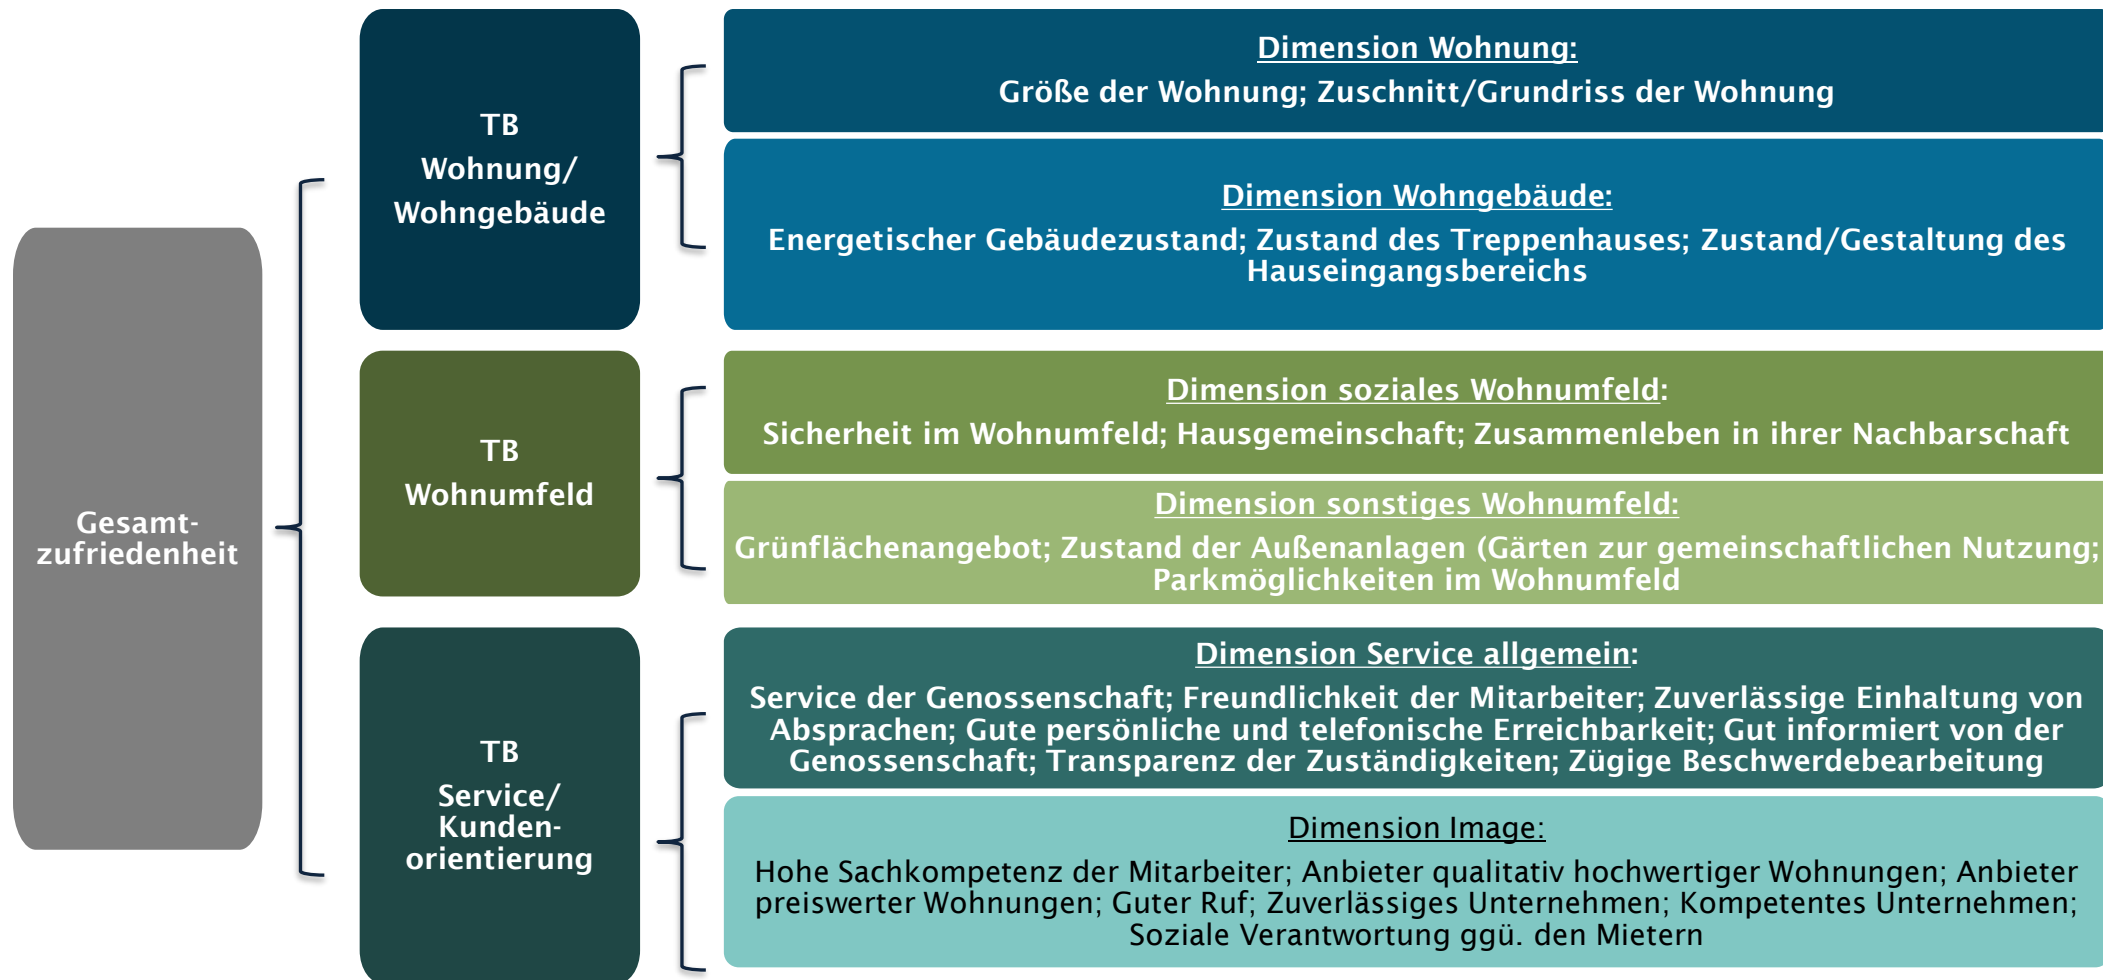 Gesamt-
zufriedenheit
TB
Wohnung/
Wohngebäude
Dimension Wohnung:
Größe der Wohnung; Zuschnitt/Grundriss der Wohnung
Dimension Wohngebäude:
Energetischer Gebäudezustand; Zustand des Treppenhauses; Zustand/Gestaltung des
Hauseingangsbereichs
TB
Wohnumfeld
Dimension soziales Wohnumfeld:
Sicherheit im Wohnumfeld; Hausgemeinschaft; Zusammenleben in ihrer Nachbarschaft
Dimension sonstiges Wohnumfeld:
Grünflächenangebot; Zustand der Außenanlagen (Gärten zur gemeinschaftlichen Nutzung;
Parkmöglichkeiten im Wohnumfeld
TB
Service/
Kunden-
orientierung
Dimension Service allgemein:
Service der Genossenschaft; Freundlichkeit der Mitarbeiter; Zuverlässige Einhaltung von
Absprachen; Gute persönliche und telefonische Erreichbarkeit; Gut informiert von der
Genossenschaft; Transparenz der Zuständigkeiten; Zügige Beschwerdebearbeitung
Dimension Image:
Hohe Sachkompetenz der Mitarbeiter; Anbieter qualitativ hochwertiger Wohnungen; Anbieter
preiswerter Wohnungen; Guter Ruf; Zuverlässiges Unternehmen; Kompetentes Unternehmen;
Soziale Verantwortung ggü. den Mietern